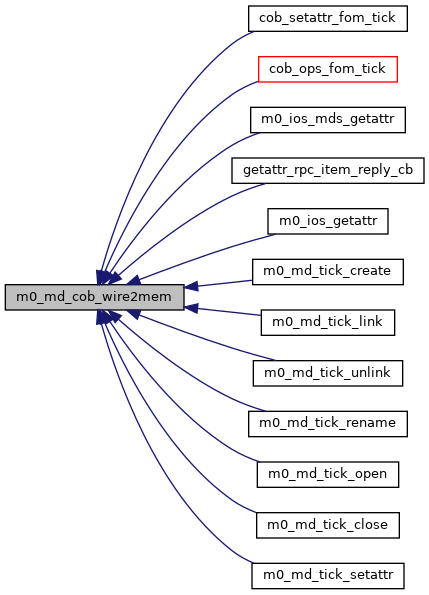 cob_setattr_fom_tick
cob_ops_fom_tick
m0_ios_mds_getattr
getattr_rpc_item_reply_cb
m0_ios_getattr
m0_md_tick_create
m0_md_cob_wire2mem
m0_md_tick_link
m0_md_tick_unlink
m0_md_tick_rename
m0_md_tick_open
m0_md_tick_close
m0_md_tick_setattr